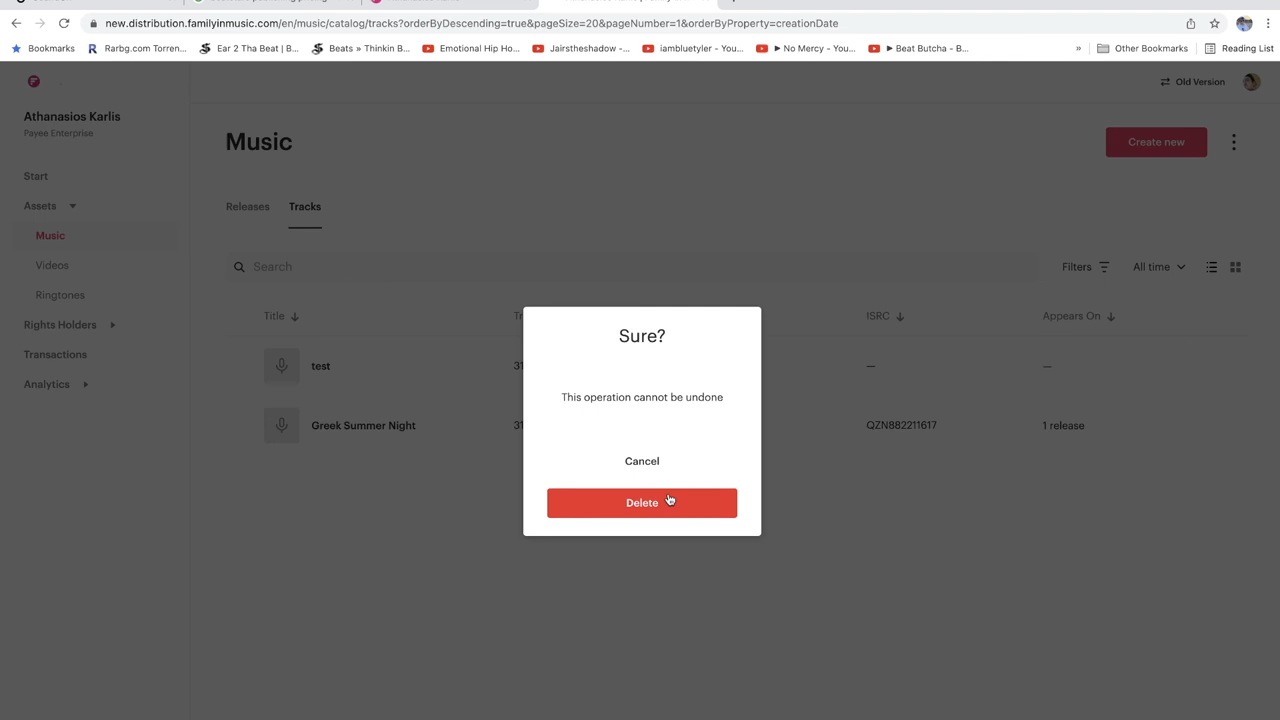 new.distribution.familyinmusic.com/en/music/catalog/tracks?orderByDescending=true&pageSize=20&pageNumber=1&orderByProperty=creationDate
Bookmarks
Rarbg.com Torren...
Ear 2 Tha Beat | B...
Beats » Thinkin B...
Emotional Hip Ho...
Jairstheshadow -...
iambluetyler - You...
►No Mercy - You...
►Beat Butcha - B...
»
Other Bookmarks
Reading List
Old Version
Athanasios Karlis
Payee Enterprise
Music
Create new
Start
Assets
Music
Videos
Ringtones
Rights Holders
Transactions
Analytics
Releases
Tracks
Search
Filters
All time
Title
ISRC
Appears On
test
31
—
—
Greek Summer Night
31
QZN882211617
1 release
Sure?
This operation cannot be undone
Cancel
Delete